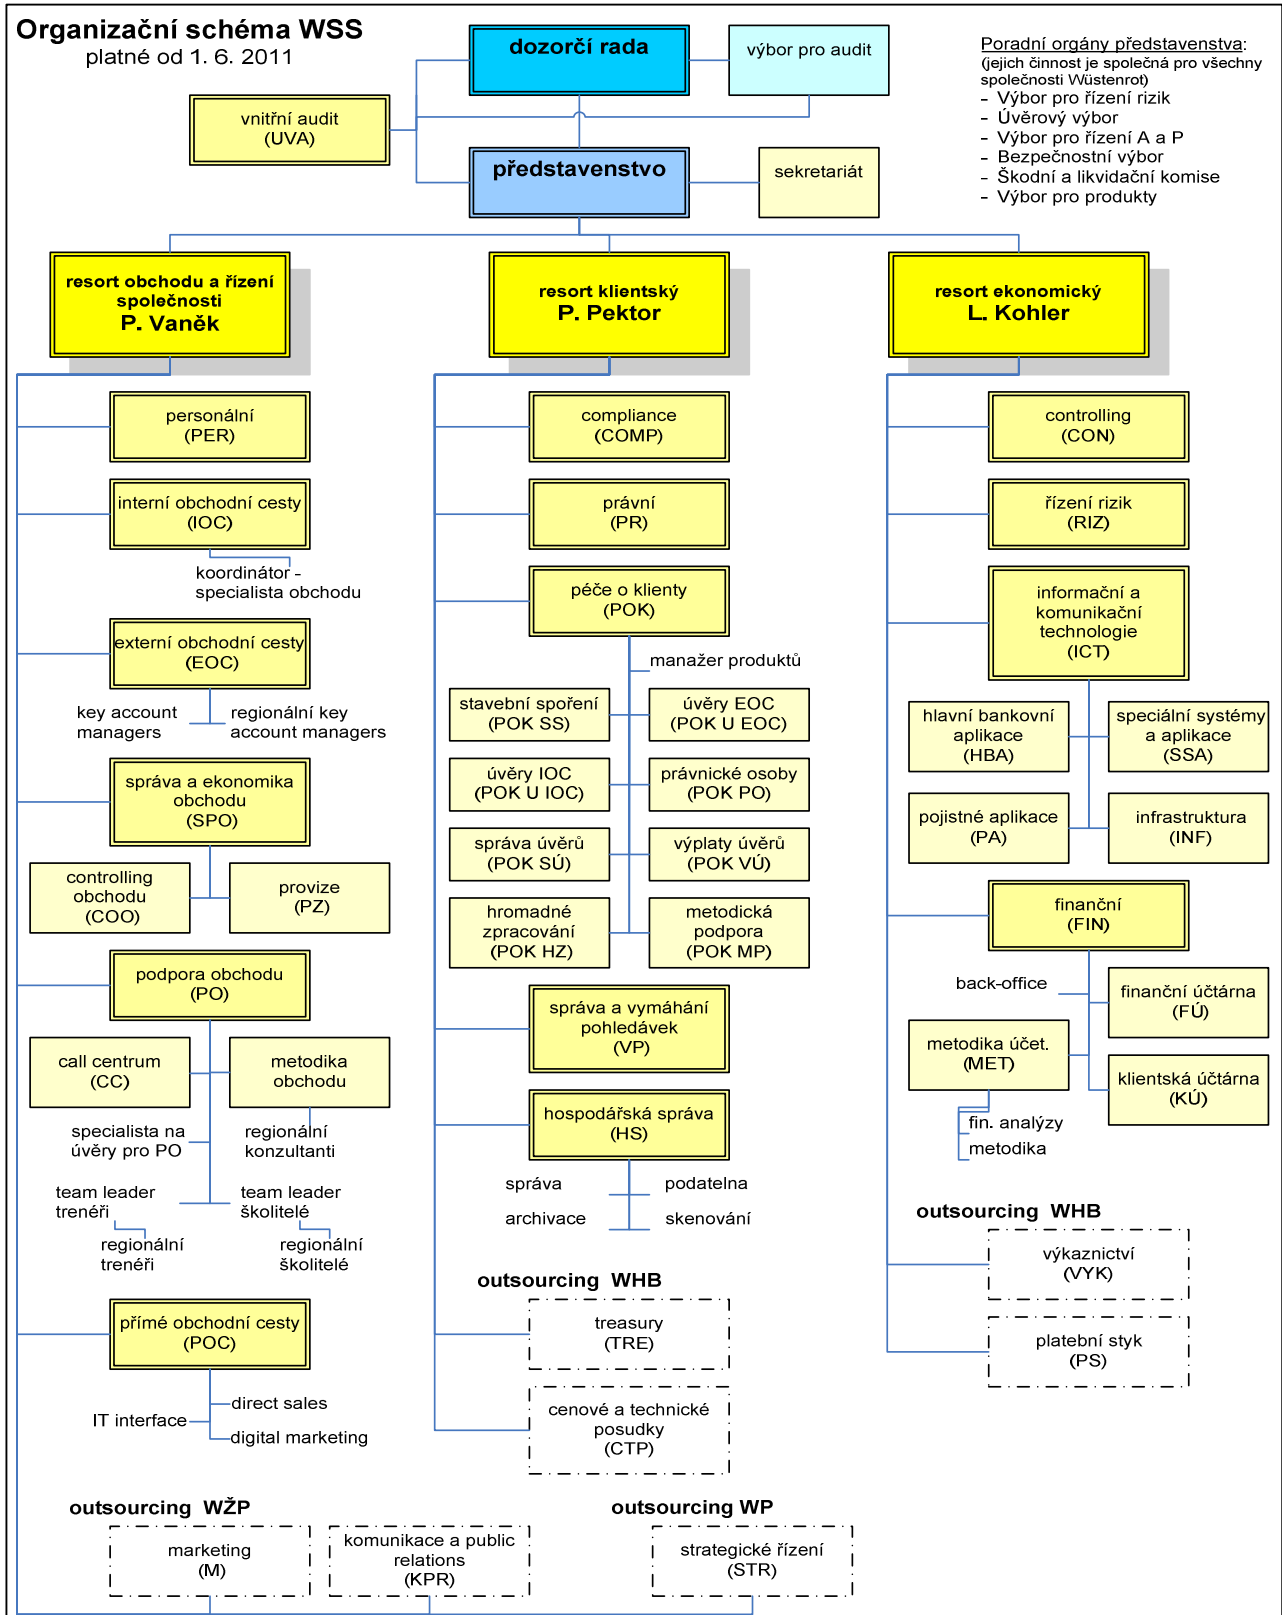 Organizační schéma WSS
platné od 1. 6. 2011
dozorčí rada
výbor pro audit
Poradní orgány představenstva:
(jejich činnost je společná pro všechny
společnosti Wüstenrot)
- Výbor pro řízení rizik
- Úvěrový výbor
- Výbor pro řízení A a P
- Bezpečnostní výbor
- Škodní a likvidační komise
- Výbor pro produkty
vnitřní audit
(UVA)
představenstvo
sekretariát
resort obchodu a řízení
společnosti
P. Vaněk
resort klientský
P. Pektor
resort ekonomický
L. Kohler
personální
(PER)
interní obchodní cesty
(IOC)
koordinátor -
specialista obchodu
externí obchodní cesty
(EOC)
key account
managers
regionální key
account managers
správa a ekonomika
obchodu
(SPO)
controlling
obchodu
(COO)
provize
(PZ)
podpora obchodu
(PO)
call centrum
(CC)
metodika
obchodu
specialista na
úvěry pro PO
regionální
konzultanti
team leader
trenéři
team leader
školitelé
regionální
trenéři
regionální
školitelé
přímé obchodní cesty
(POC)
direct sales
IT interface
digital marketing
compliance
(COMP)
právní
(PR)
péče o klienty
(POK)
manažer produktů
stavební spoření
(POK SS)
úvěry EOC
(POK U EOC)
úvěry IOC
(POK U IOC)
právnické osoby
(POK PO)
správa úvěrů
(POK SÚ)
výplaty úvěrů
(POK VÚ)
hromadné
zpracování
(POK HZ)
metodická
podpora
(POK MP)
správa a vymáhání
pohledávek
(VP)
hospodářská správa
(HS)
správa
podatelna
archivace
skenování
outsourcing WHB
treasury
(TRE)
cenové a technické
posudky
(CTP)
controlling
(CON)
řízení rizik
(RIZ)
informační a
komunikační
technologie
(ICT)
hlavní bankovní
aplikace
(HBA)
speciální systémy
a aplikace
(SSA)
pojistné aplikace
(PA)
infrastruktura
(INF)
finanční
(FIN)
back-office
finanční účtárna
(FÚ)
metodika účet.
(MET)
klientská účtárna
(KÚ)
fin. analýzy
metodika
outsourcing WHB
výkaznictví
(VYK)
platební styk
(PS)
outsourcing WŽP
marketing
(M)
komunikace a public
relations
(KPR)
outsourcing WP
strategické řízení
(STR)